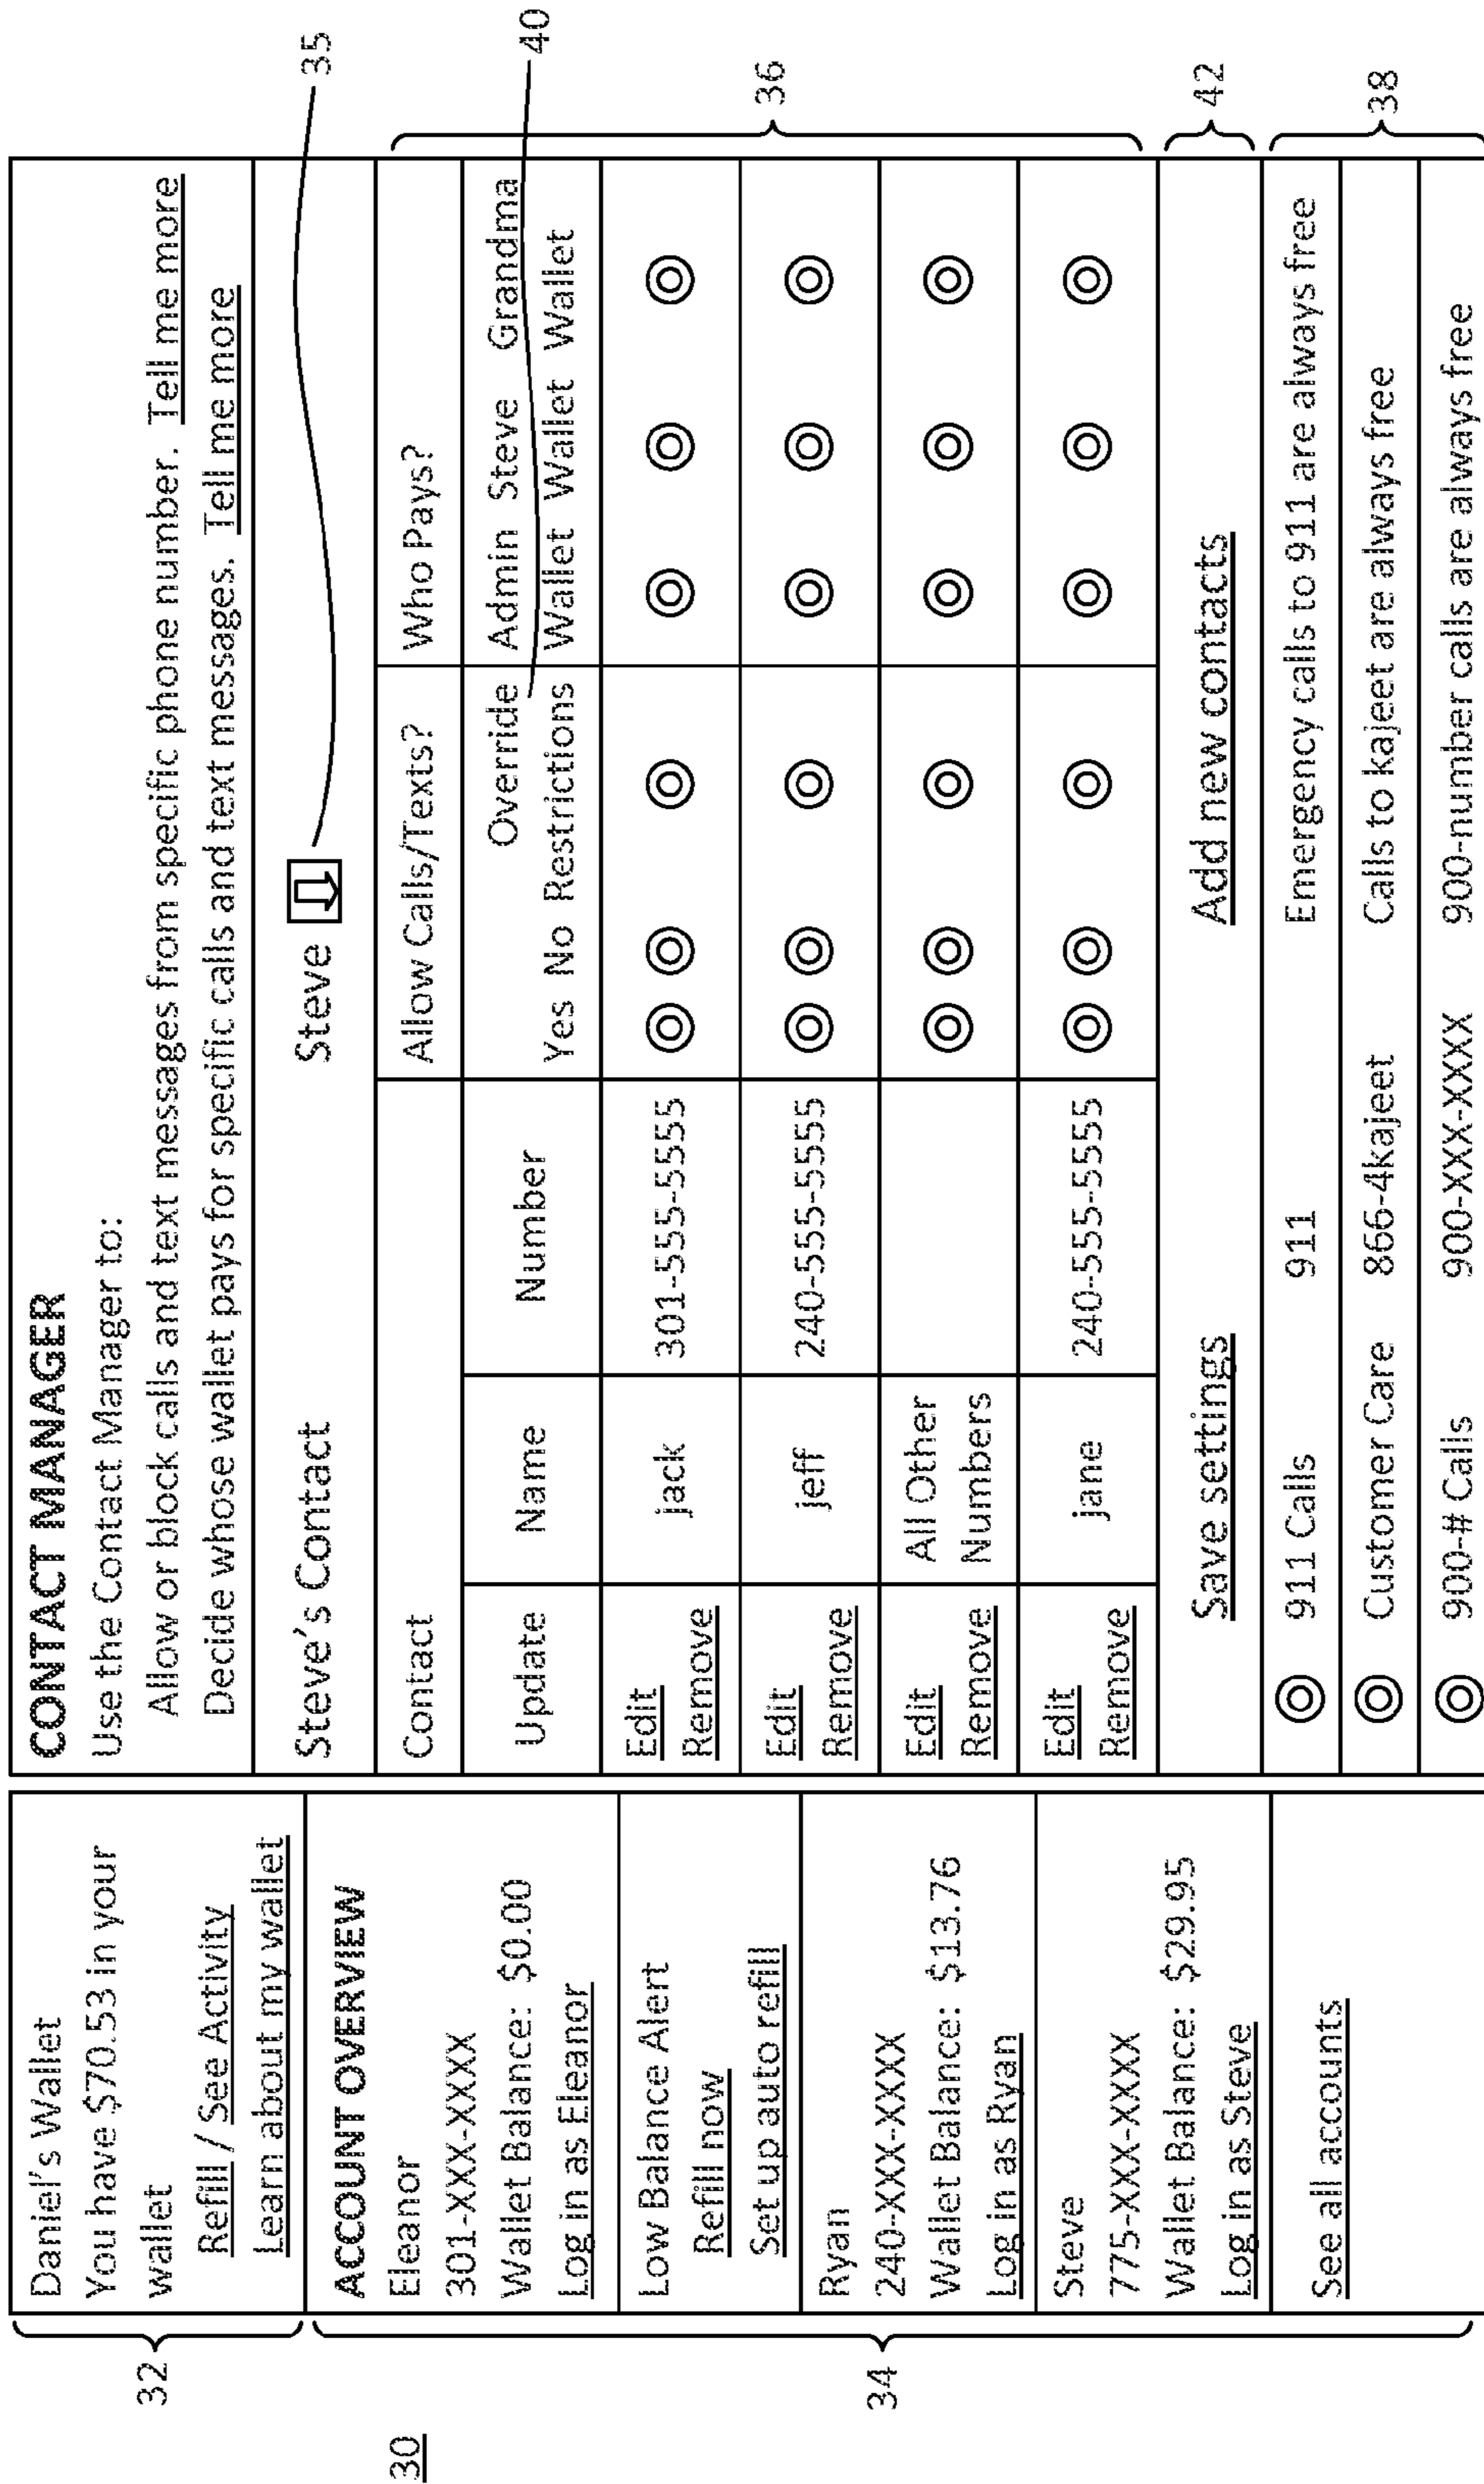 30
32
Daniel's Wallet
You have $70.53 in your
wallet
Refill / See Activity
Learn about my wallet
34
ACCOUNT OVERVIEW
Eleanor
301-XXX-XXXX
Wallet Balance: $0.00
Log in as Eleanor
Low Balance Alert
Refill now
Set up auto refill
Ryan
240-XXX-XXXX
Wallet Balance: $13.76
Log in as Ryan
Steve
775-XXX-XXXX
Wallet Balance: $29.95
Log in as Steve
See all accounts
CONTACT MANAGER
Use the Contact Manager to:
Allow or block calls and text messages from specific phone number. Tell me more
Decide whose wallet pays for specific calls and text messages. Tell me more
Steve's Contact Steve
35
Contact Allow Calls/Texts? Who Pays?
Override Admin Steve Grandma
Update Name Number
Yes No Restrictions Wallet Wallet Wallet
40
Edit jack 301-555-5555
Remove
Edit jeff 240-555-5555
Remove
Edit All Other
Remove Numbers
Edit jane 240-555-5555
Remove
36
Save settings Add new contacts
42
911 Calls 911 Emergency calls to 911 are always free
Customer Care 866-4kajeet Calls to kajeet are always free
900-# Calls 900-XXX-XXXX 900-number calls are always free
38